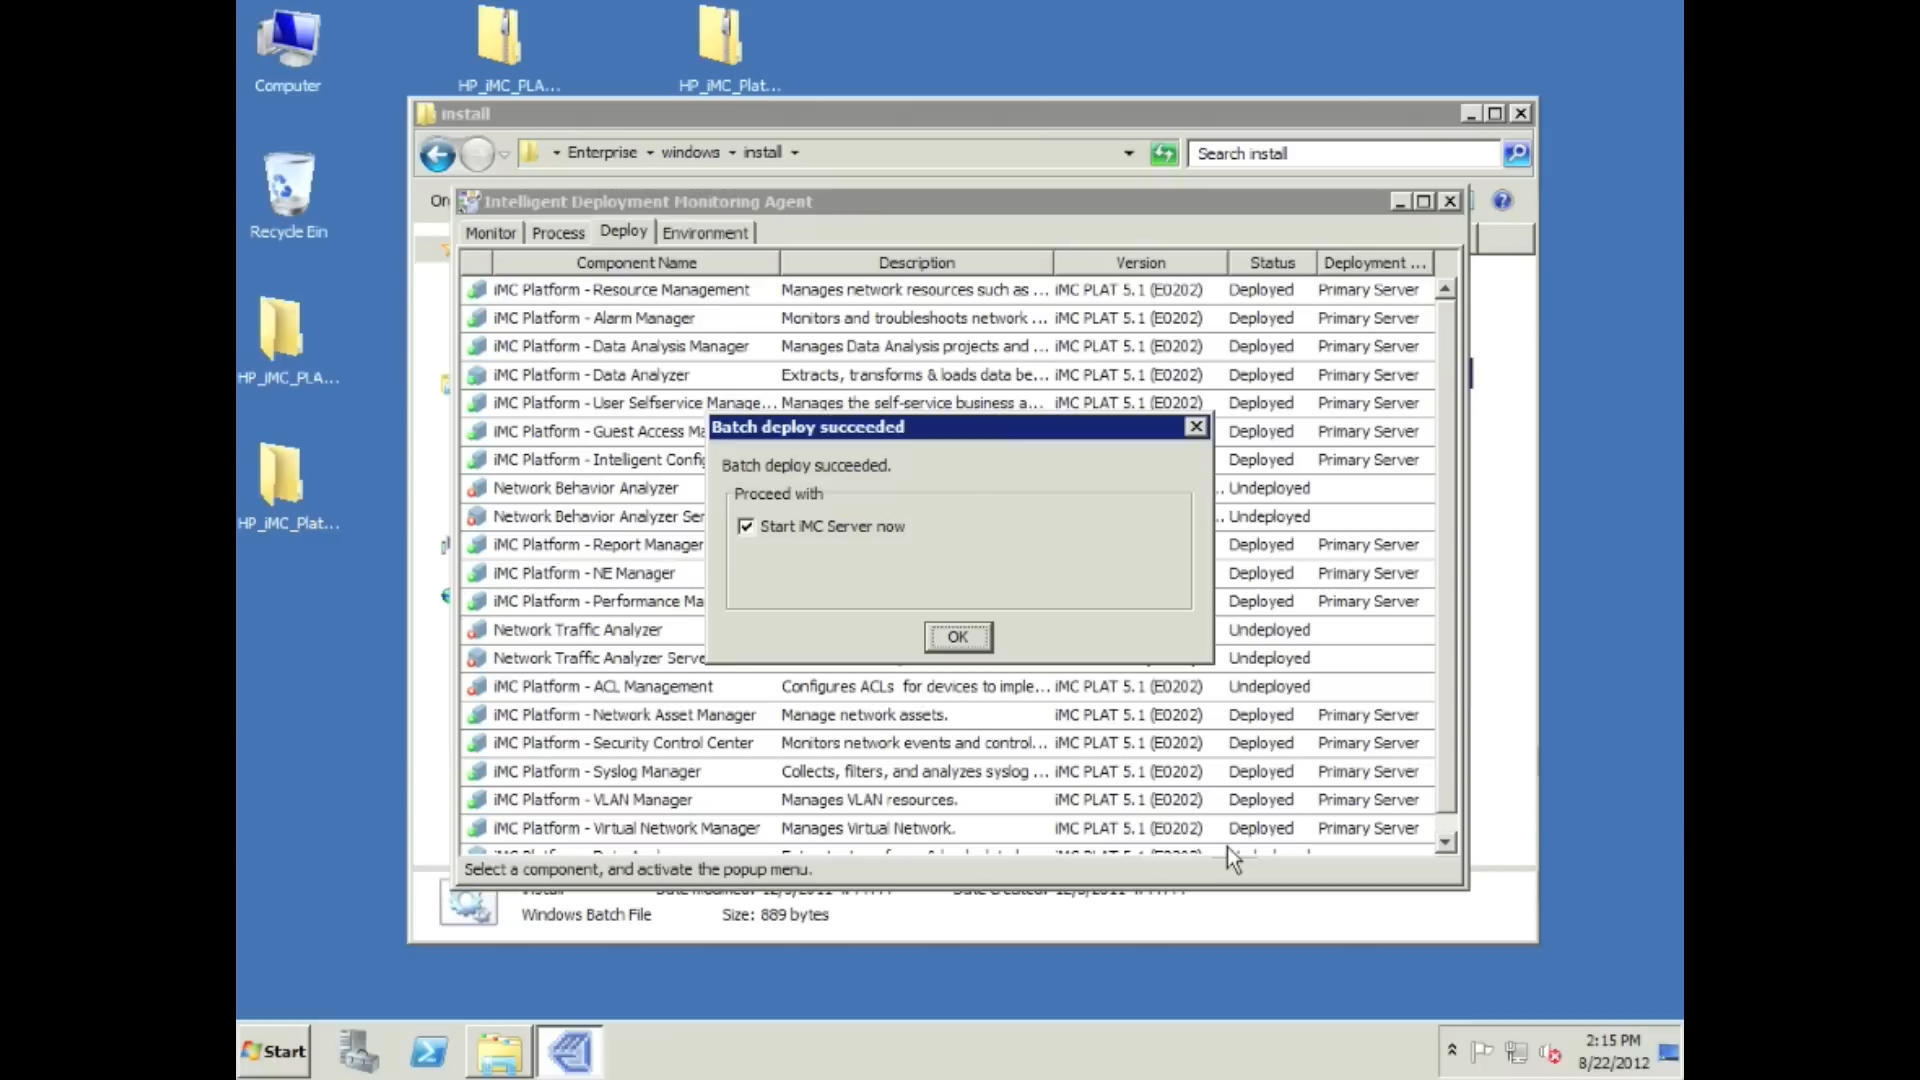 Computer
HP_iMC_PLA...
HP_iMC_Plat...
Recycle Bin
HP_iMC_PLA...
HP_iMC_Plat...
install
Enterprise
windows
install
Search install
Intelligent Deployment Monitoring Agent
Monitor
Process
Deploy
Environment
Component Name
Description
Version
Status
Deployment ...
iMC Platform - Resource Management Manages network resources such as ... iMC PLAT 5.1 (E0202) Deployed Primary Server
iMC Platform - Alarm Manager Monitors and troubleshoots network ... iMC PLAT 5.1 (E0202) Deployed Primary Server
iMC Platform - Data Analysis Manager Manages Data Analysis projects and ... iMC PLAT 5.1 (E0202) Deployed Primary Server
iMC Platform - Data Analyzer Extracts, transforms & loads data be... iMC PLAT 5.1 (E0202) Deployed Primary Server
iMC Platform - User Selfservice Manage... Manages the self-service business a... iMC PLAT 5.1 (E0202) Deployed Primary Server
iMC Platform - Guest Access Ma Deployed Primary Server
iMC Platform - Intelligent Config Deployed Primary Server
Network Behavior Analyzer .. Undeployed
Network Behavior Analyzer Ser .. Undeployed
iMC Platform - Report Manager Deployed Primary Server
iMC Platform - NE Manager Deployed Primary Server
iMC Platform - Performance Ma Deployed Primary Server
Network Traffic Analyzer Undeployed
Network Traffic Analyzer Serve Undeployed
iMC Platform - ACL Management Configures ACLs for devices to imple... iMC PLAT 5.1 (E0202) Undeployed
iMC Platform - Network Asset Manager Manage network assets. iMC PLAT 5.1 (E0202) Deployed Primary Server
iMC Platform - Security Control Center Monitors network events and control... iMC PLAT 5.1 (E0202) Deployed Primary Server
iMC Platform - Syslog Manager Collects, filters, and analyzes syslog ... iMC PLAT 5.1 (E0202) Deployed Primary Server
iMC Platform - VLAN Manager Manages VLAN resources. iMC PLAT 5.1 (E0202) Deployed Primary Server
iMC Platform - Virtual Network Manager Manages Virtual Network. iMC PLAT 5.1 (E0202) Deployed Primary Server
Batch deploy succeeded
Batch deploy succeeded.
Proceed with
Start iMC Server now
OK
Select a component, and activate the popup menu.
Windows Batch File
Size: 889 bytes
Start
2:15 PM
8/22/2012